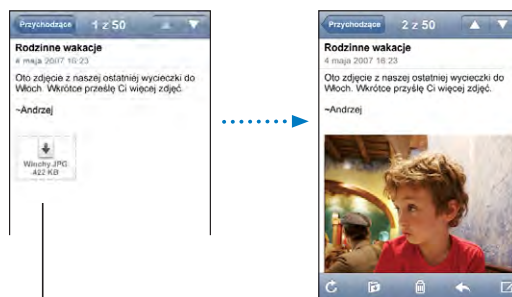 Przychodzące 1 z 50
Rodzinne wakacje
4 maja 2007 16:23
Oto zdjęcie z naszej ostatniej wycieczki do
Włoch. Wkrótce prześlę Ci więcej zdjęć.
~Andrzej
Włochy JPG
422 KB
Przychodzące 2 z 50
Rodzinne wakacje
4 maja 2007 16:23
Oto zdjęcie z naszej ostatniej wycieczki do
Włoch. Wkrótce przyślę Ci więcej zdjęć.
~Andrzej